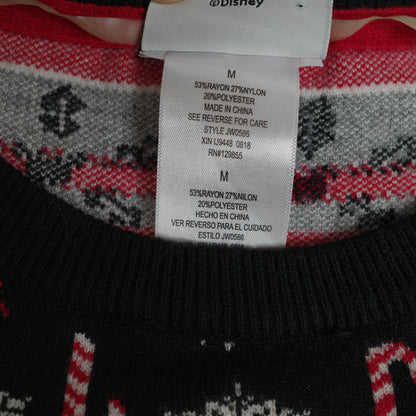 ©Disney
M
53%RAYON 27%NYLON
20%POLYESTER
MADE IN CHINA
SEE REVERSE FOR CARE
STYLE JW0586
XIN IJ9448 0818
RN#129855
M
53%RAYON 27%NILON
20%POLYESTER
HECHO EN CHINA
VER REVERSO PARA EL CUIDADO
ESTILO JW0586